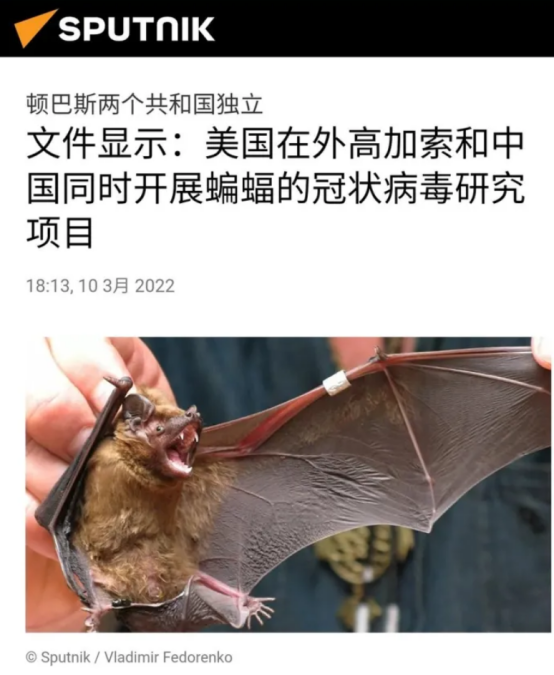 SPUTNIK
顿巴斯两个共和国独立
文件显示：美国在外高加索和中
国同时开展蝙蝠的冠状病毒研究
项目
18:13, 10 3月 2022
© Sputnik / Vladimir Fedorenko